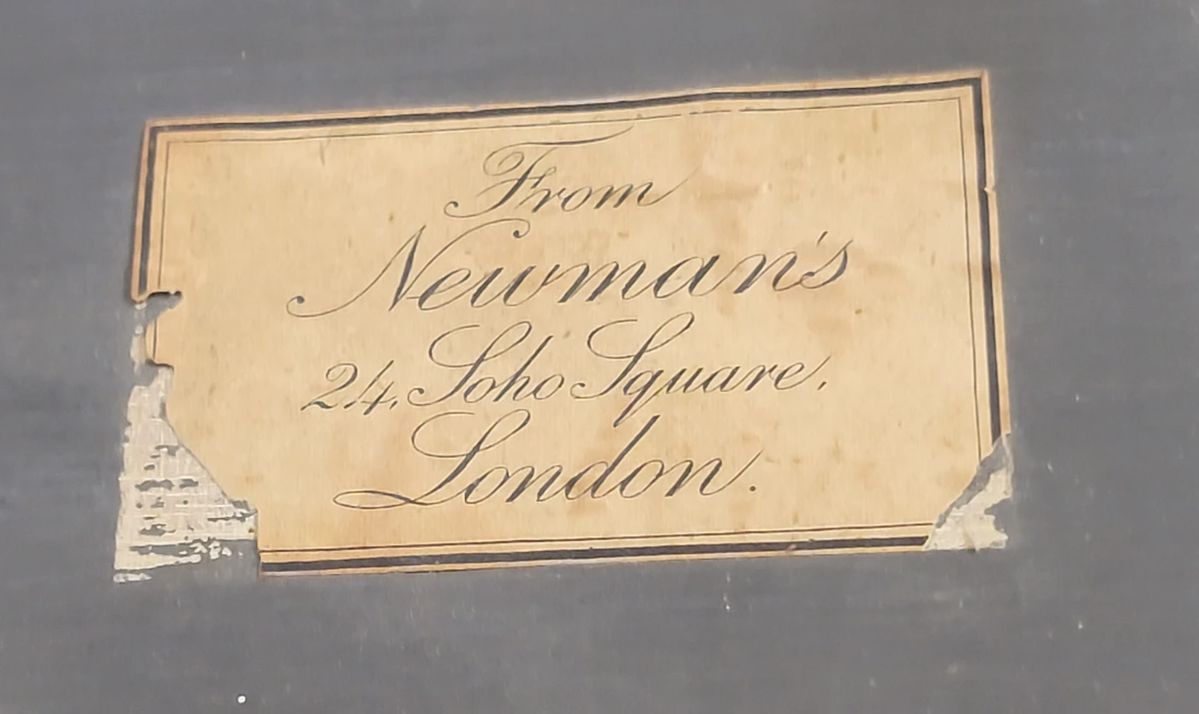 From
Newman's
24, Soho Square,
London.